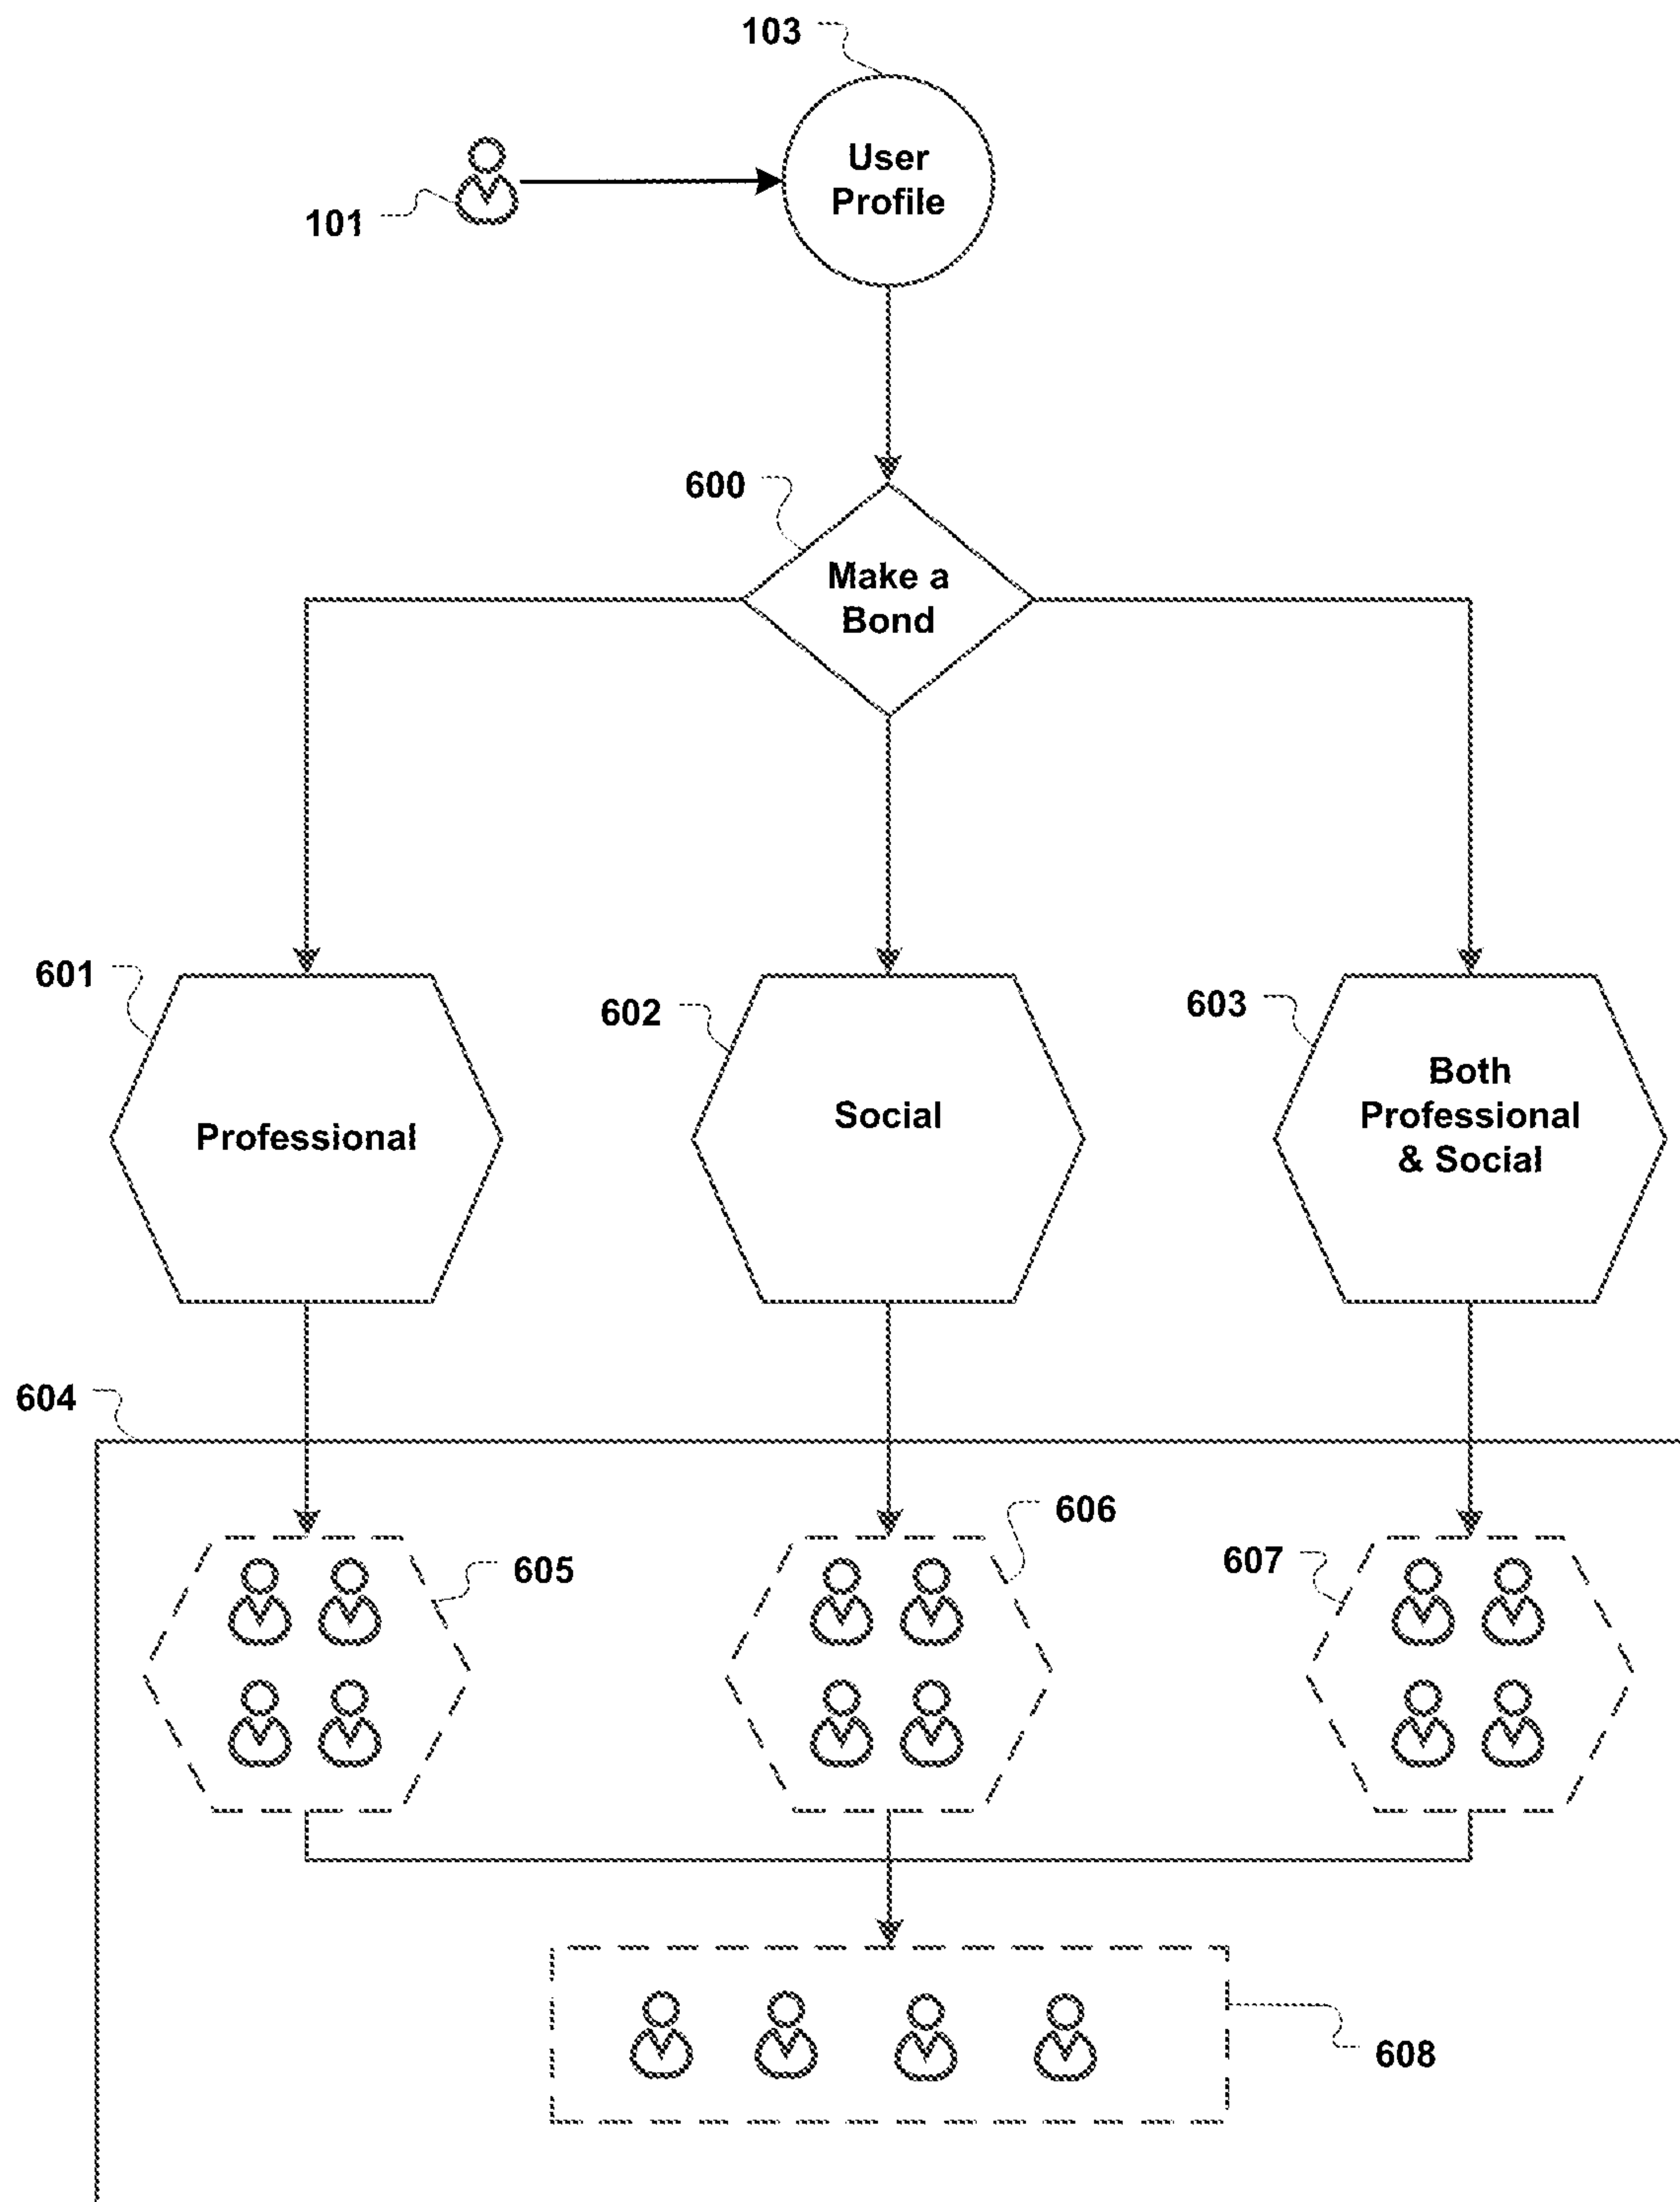 103
User
Profile
101
600
Make a
Bond
601
Professional
602
Social
603
Both
Professional
& Social
604
605
606
607
608